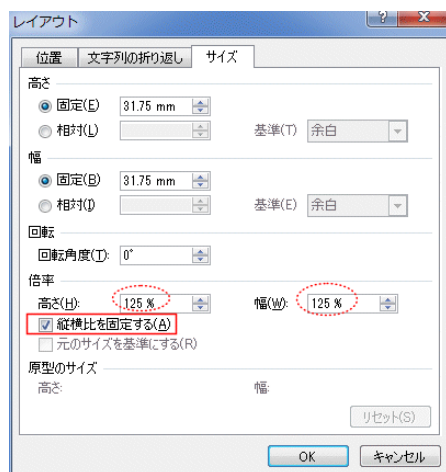 レイアウト
位置 文字列の折り返し サイズ
高さ
固定(E) 31.75 mm
相対(L) 基準(T) 余白
幅
固定(B) 31.75 mm
相対(I) 基準(E) 余白
回転
回転角度(T): 0°
倍率
高さ(H): 125 % 幅(W): 125 %
縦横比を固定する(A)
元のサイズを基準にする(R)
原型のサイズ
高さ: 幅:
リセット(S)
OK キャンセル